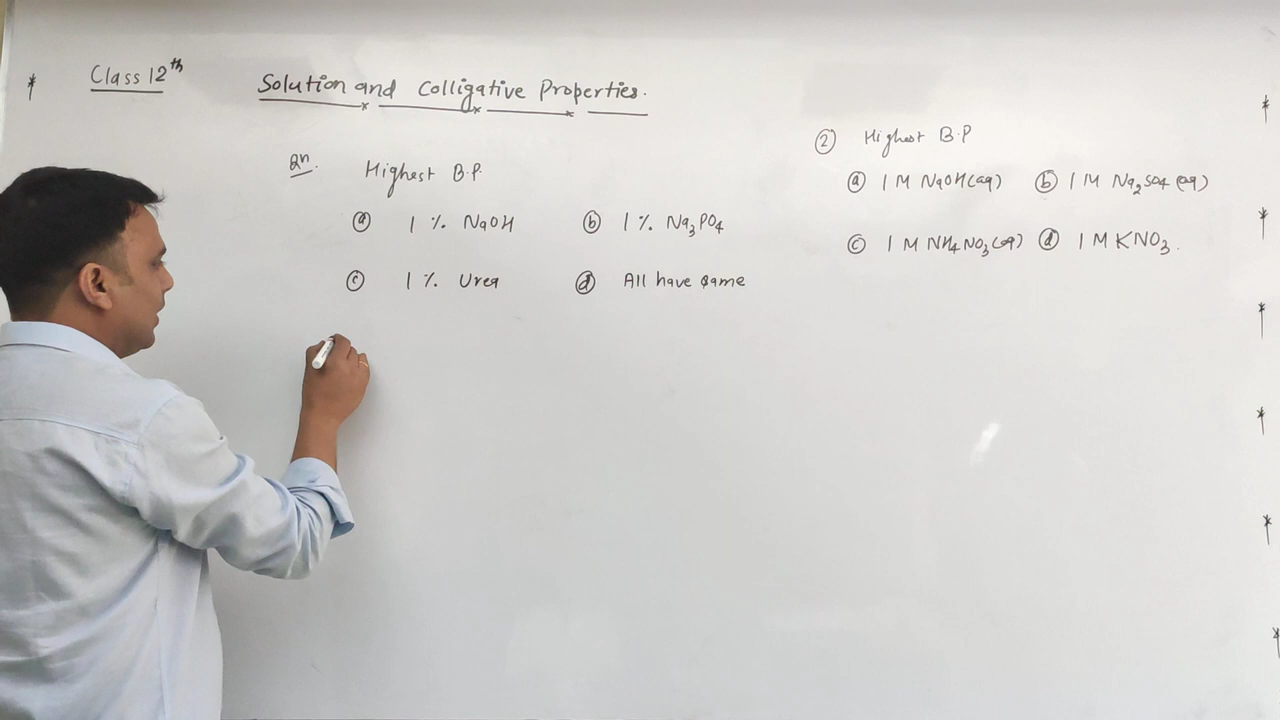 Class 12th
Solution and Colligative Properties.
Qn. Highest B.P.
(a) 1 % NaOH (b) 1 % Na3PO4
(c) 1 % Urea (d) All have same
(2) Highest B.P
(a) 1 M NaOH(aq) (b) 1 M Na2SO4 (aq)
(c) 1 M NH4NO3(aq) (d) 1 M KNO3.